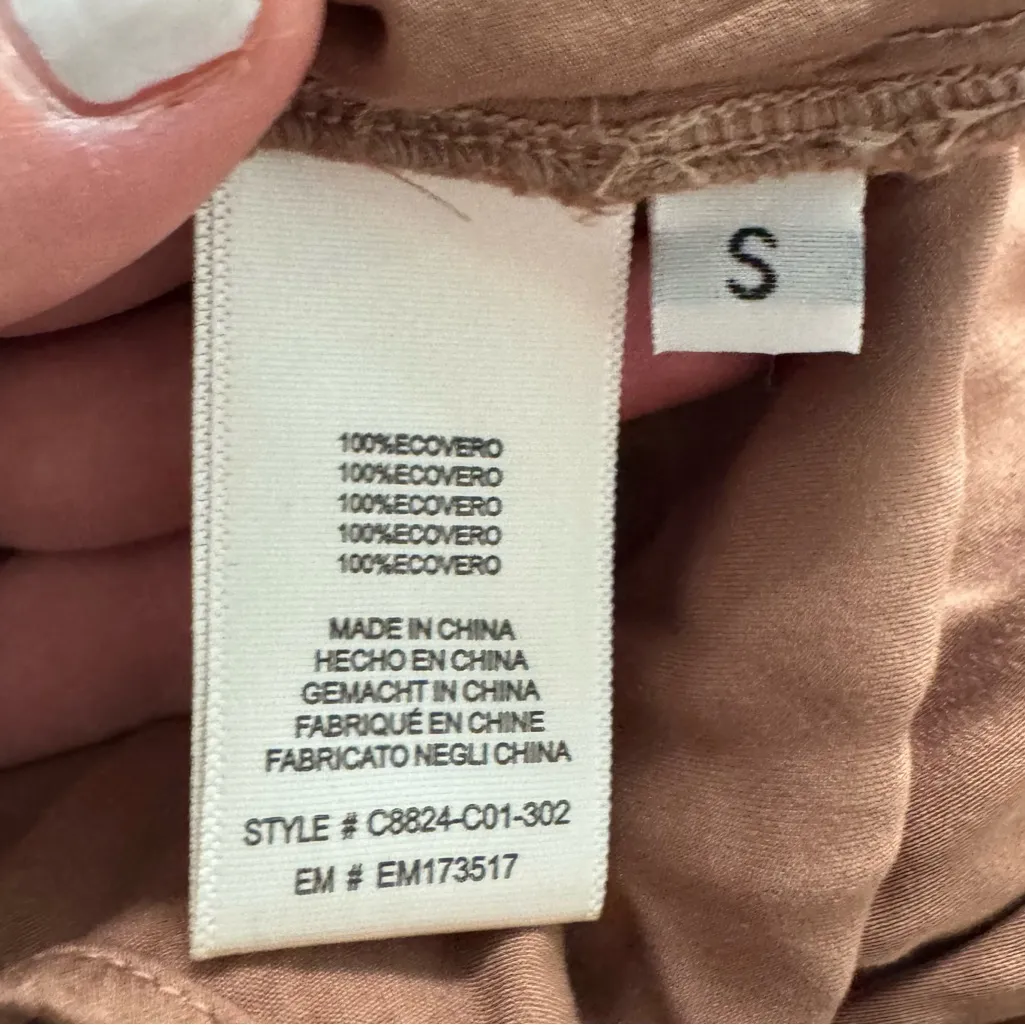 S
100%ECOVERO
100%ECOVERO
100%ECOVERO
100%ECOVERO
100%ECOVERO
MADE IN CHINA
HECHO EN CHINA
GEMACHT IN CHINA
FABRIQUÉ EN CHINE
FABRICATO NEGLI CHINA
STYLE # C8824-C01-302
EM # EM173517